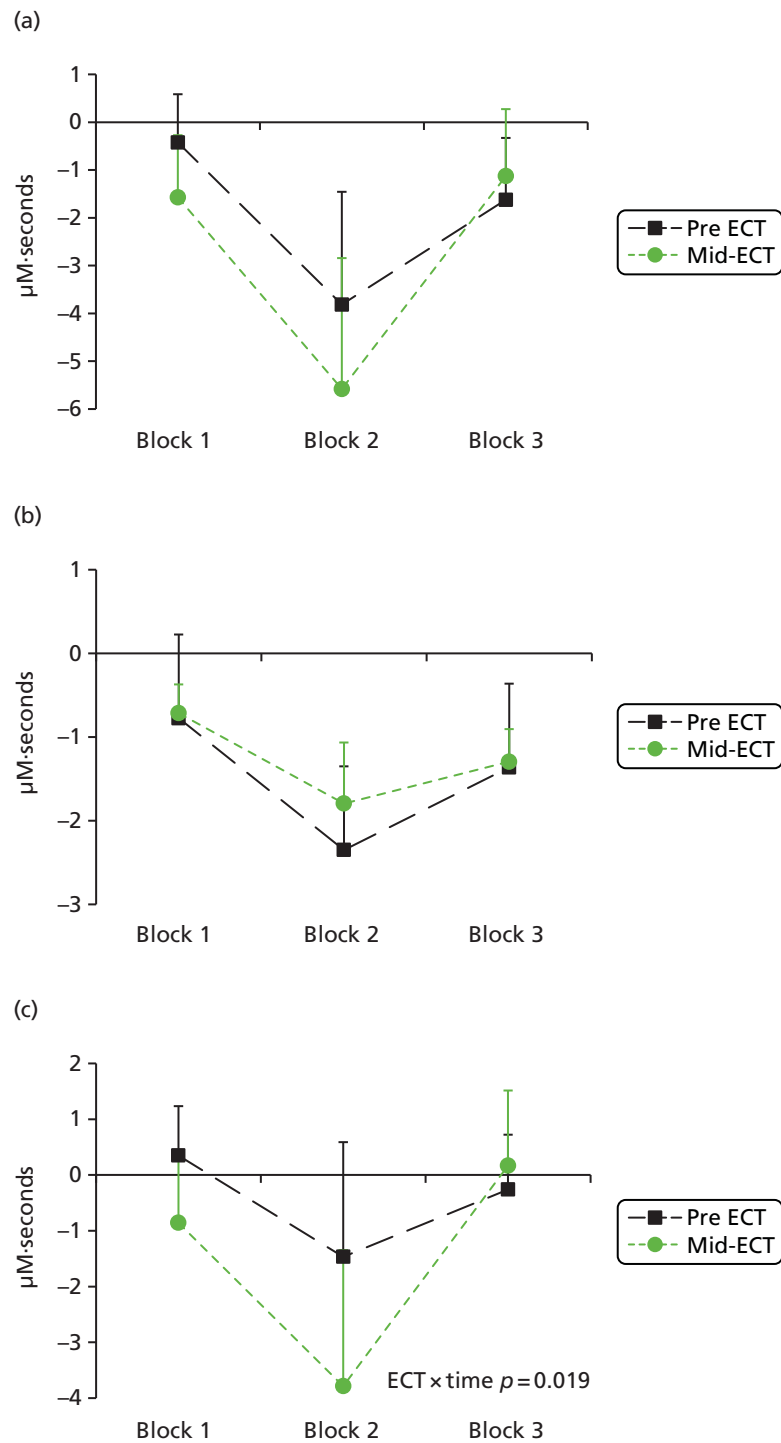 (a)
1
0
–1
–2
–3
–4
–5
–6
μM·seconds
Block 1 Block 2 Block 3
Pre ECT
Mid-ECT
(b)
1
0
–1
–2
–3
μM·seconds
Block 1 Block 2 Block 3
Pre ECT
Mid-ECT
(c)
2
1
0
–1
–2
–3
–4
μM·seconds
ECT × time p = 0.019
Block 1 Block 2 Block 3
Pre ECT
Mid-ECT